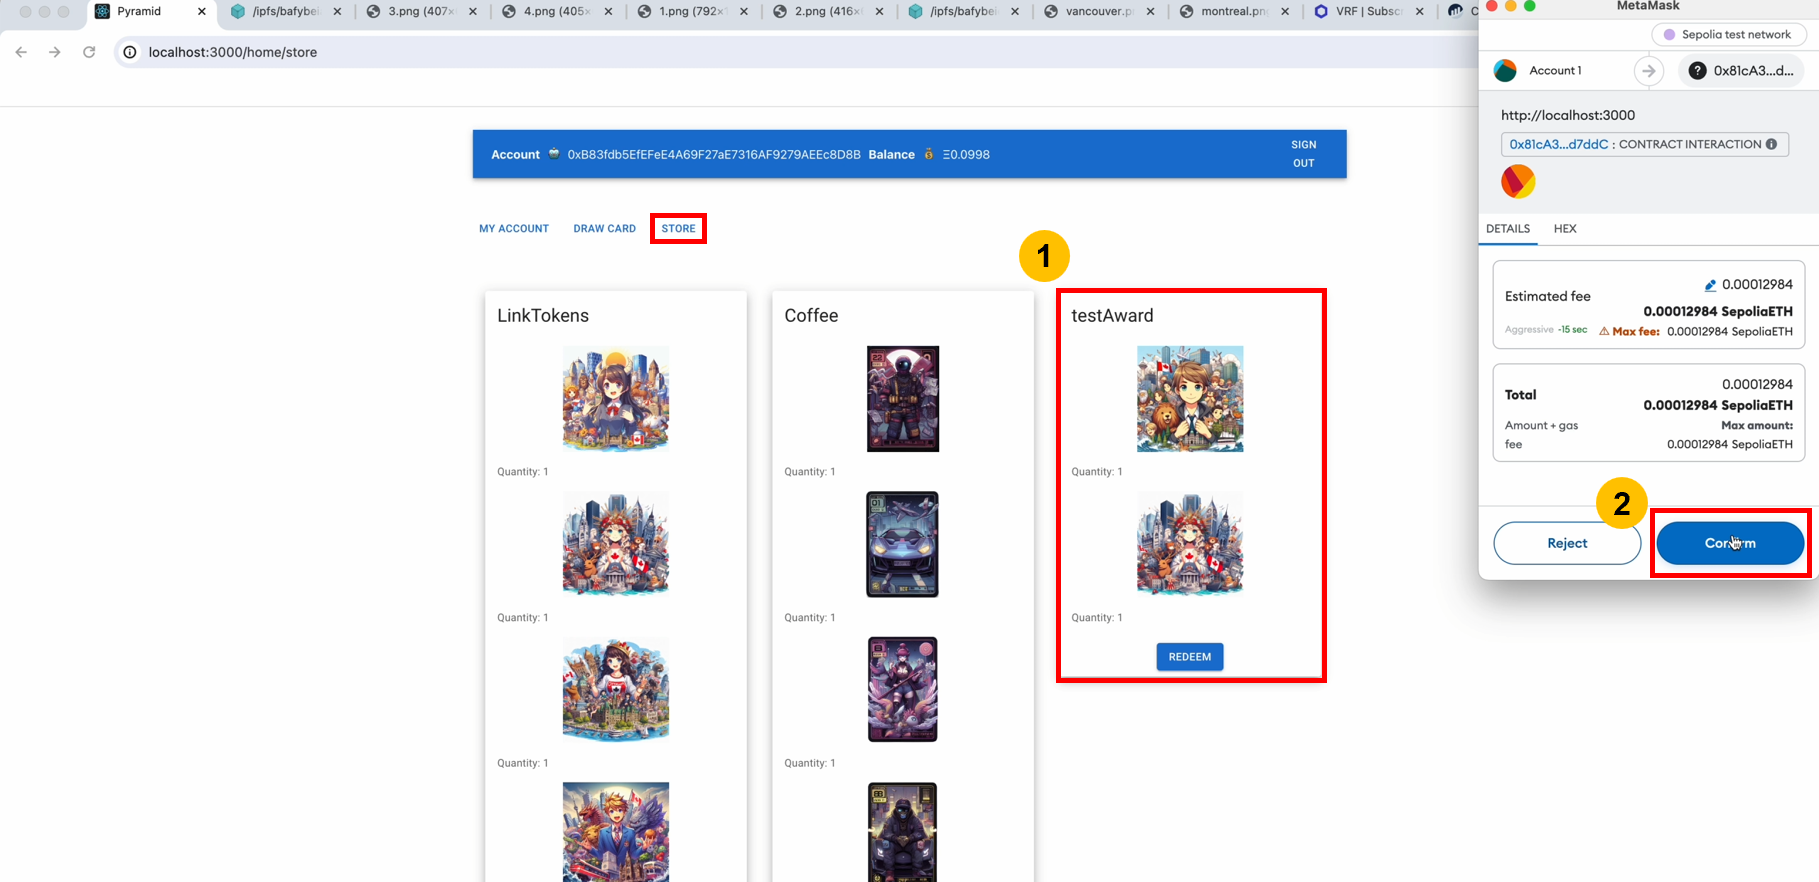 Pyramid
/ipfs/bafybei
3.png (407×
4.png (405×
1.png (792×1
2.png (416×
/ipfs/bafybei
vancouver.p
montreal.pn
VRF | Subsc
C
localhost:3000/home/store
Account 0xB83fdb5EfEFeE4A69F27aE7316AF9279AEEc8D8B Balance Ξ0.0998
SIGN
OUT
MY ACCOUNT DRAW CARD STORE
1
LinkTokens
Quantity: 1
Quantity: 1
Quantity: 1
Coffee
Quantity: 1
Quantity: 1
Quantity: 1
testAward
Quantity: 1
Quantity: 1
REDEEM
MetaMask
Sepolia test network
Account 1
0x81cA3...d...
http://localhost:3000
0x81cA3...d7ddC : CONTRACT INTERACTION
DETAILS HEX
Estimated fee
0.00012984
0.00012984 SepoliaETH
Aggressive ~15 sec Max fee: 0.00012984 SepoliaETH
Total
0.00012984
0.00012984 SepoliaETH
Amount + gas
fee
Max amount:
0.00012984 SepoliaETH
2
Reject
Confirm